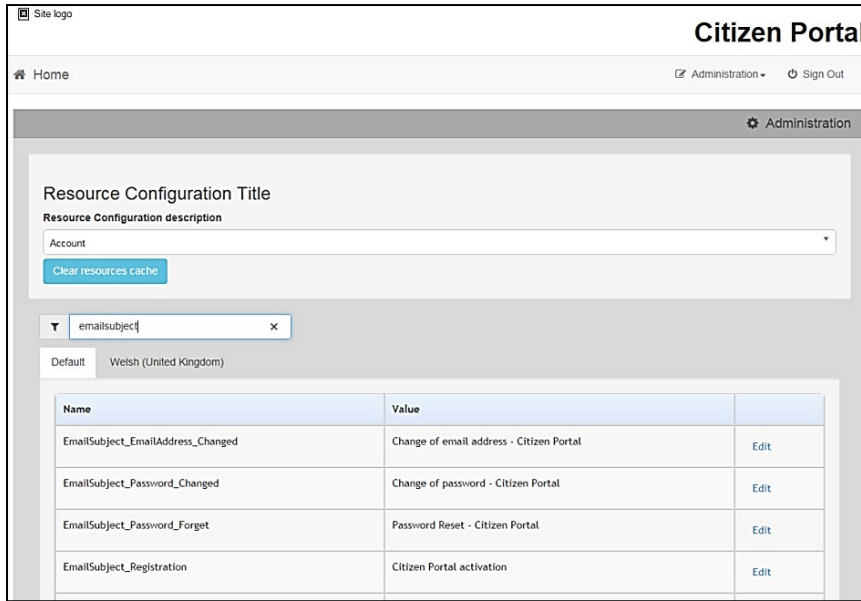 Site logo
Citizen Portal
Home
Administration
Sign Out
Administration
Resource Configuration Title
Resource Configuration description
Account
Clear resources cache
emailsubject
Default Welsh (United Kingdom)
Name Value
EmailSubject_EmailAddress_Changed Change of email address - Citizen Portal Edit
EmailSubject_Password_Changed Change of password - Citizen Portal Edit
EmailSubject_Password_Forget Password Reset - Citizen Portal Edit
EmailSubject_Registration Citizen Portal activation Edit